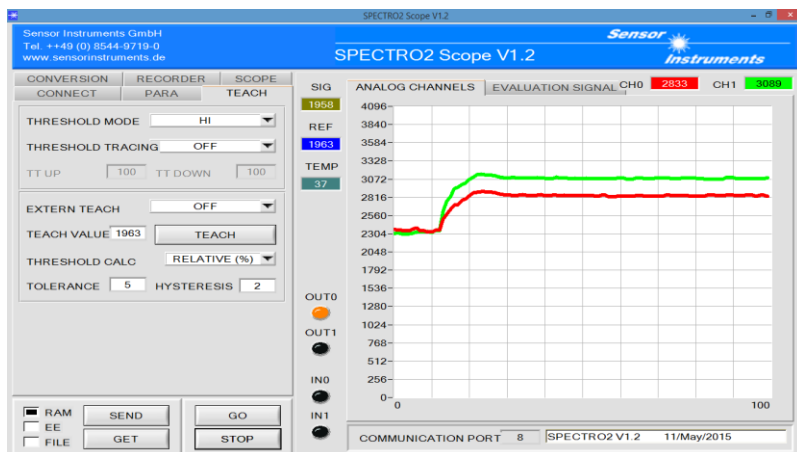 SPECTRO2 Scope V1.2
Sensor Instruments GmbH
Tel. ++49 (0) 8544-9719-0
www.sensorinstruments.de
SPECTRO2 Scope V1.2
Sensor
Instruments
CONVERSION RECORDER SCOPE
CONNECT PARA TEACH
THRESHOLD MODE HI
THRESHOLD TRACING OFF
TT UP 100 TT DOWN 100
EXTERN TEACH OFF
TEACH VALUE 1963 TEACH
THRESHOLD CALC RELATIVE (%)
TOLERANCE 5 HYSTERESIS 2
RAM
EE
FILE
SEND
GET
GO
STOP
SIG
1958
REF
1963
TEMP
37
OUT0
OUT1
IN0
IN1
ANALOG CHANNELS EVALUATION SIGNAL CH0 2833 CH1 3089
4096
3840
3584
3328
3072
2816
2560
2304
2048
1792
1536
1280
1024
768
512
256
0
0 100
COMMUNICATION PORT 8 SPECTRO2 V1.2 11/May/2015